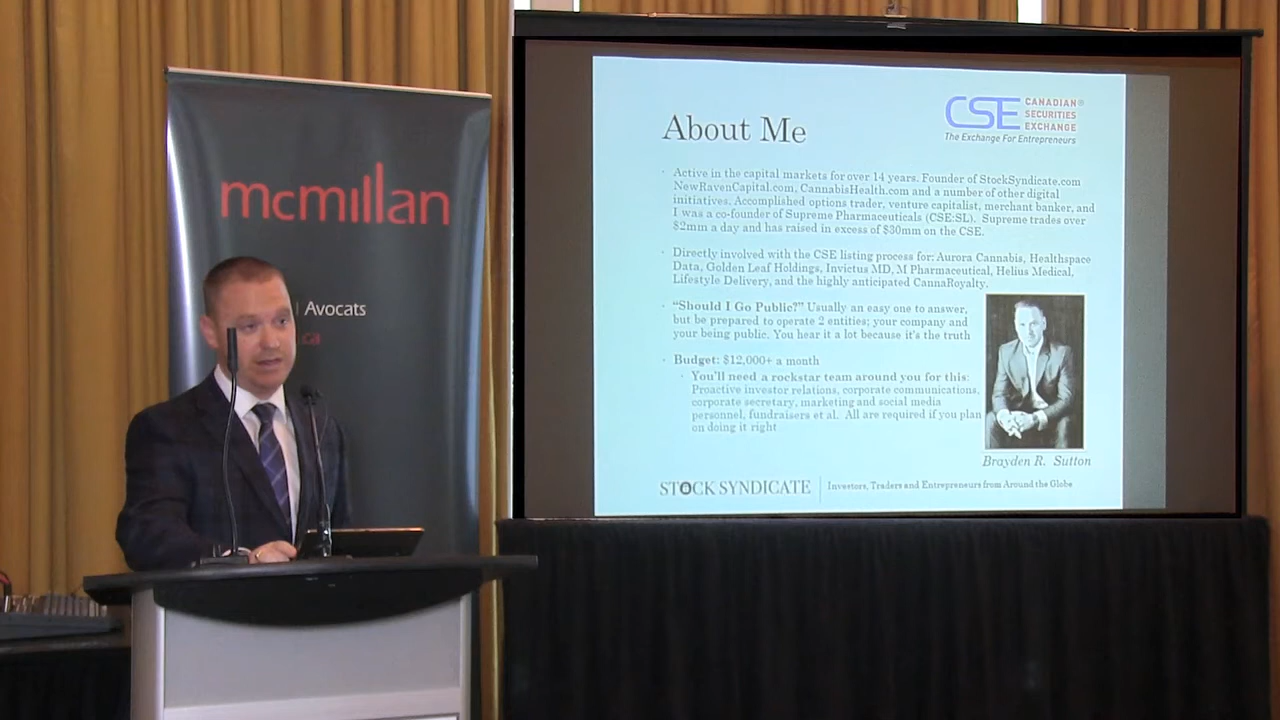 mcmillan
| Avocats
About Me
CSE CANADIAN®
SECURITIES
EXCHANGE
The Exchange For Entrepreneurs
· Active in the capital markets for over 14 years. Founder of StockSyndicate.com
NewRavenCapital.com, CannabisHealth.com and a number of other digital
initiatives. Accomplished options trader, venture capitalist, merchant banker, and
I was a co-founder of Supreme Pharmaceuticals (CSE:SL). Supreme trades over
$2mm a day and has raised in excess of $30mm on the CSE.
· Directly involved with the CSE listing process for: Aurora Cannabis, Healthspace
Data, Golden Leaf Holdings, Invictus MD, M Pharmaceutical, Helius Medical,
Lifestyle Delivery, and the highly anticipated CannaRoyalty.
· “Should I Go Public?” Usually an easy one to answer,
but be prepared to operate 2 entities; your company and
your being public. You hear it a lot because it's the truth
· Budget: $12,000+ a month
· You'll need a rockstar team around you for this:
Proactive investor relations, corporate communications,
corporate secretary, marketing and social media
personnel, fundraisers et al. All are required if you plan
on doing it right
Brayden R. Sutton
STOCK SYNDICATE | Investors, Traders and Entrepreneurs from Around the Globe